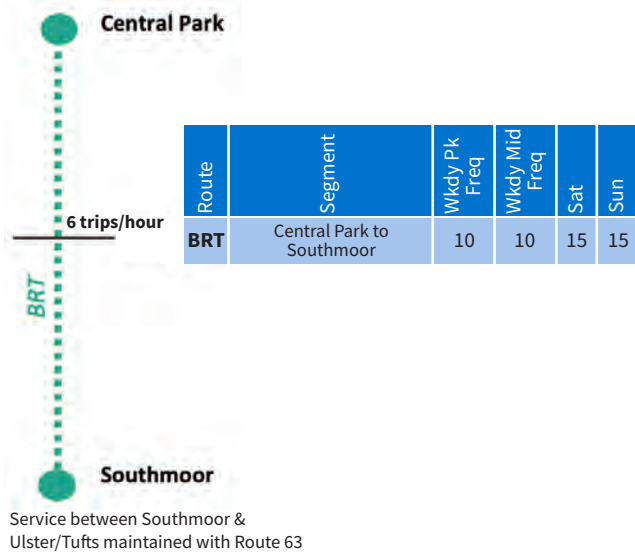 Central Park
Route
Segment
Wkdy Pk
Freq
Wkdy Mid
Freq
Sat
Sun
6 trips/hour
BRT
Central Park to
Southmoor
10
10
15
15
BRT
Southmoor
Service between Southmoor &
Ulster/Tufts maintained with Route 63